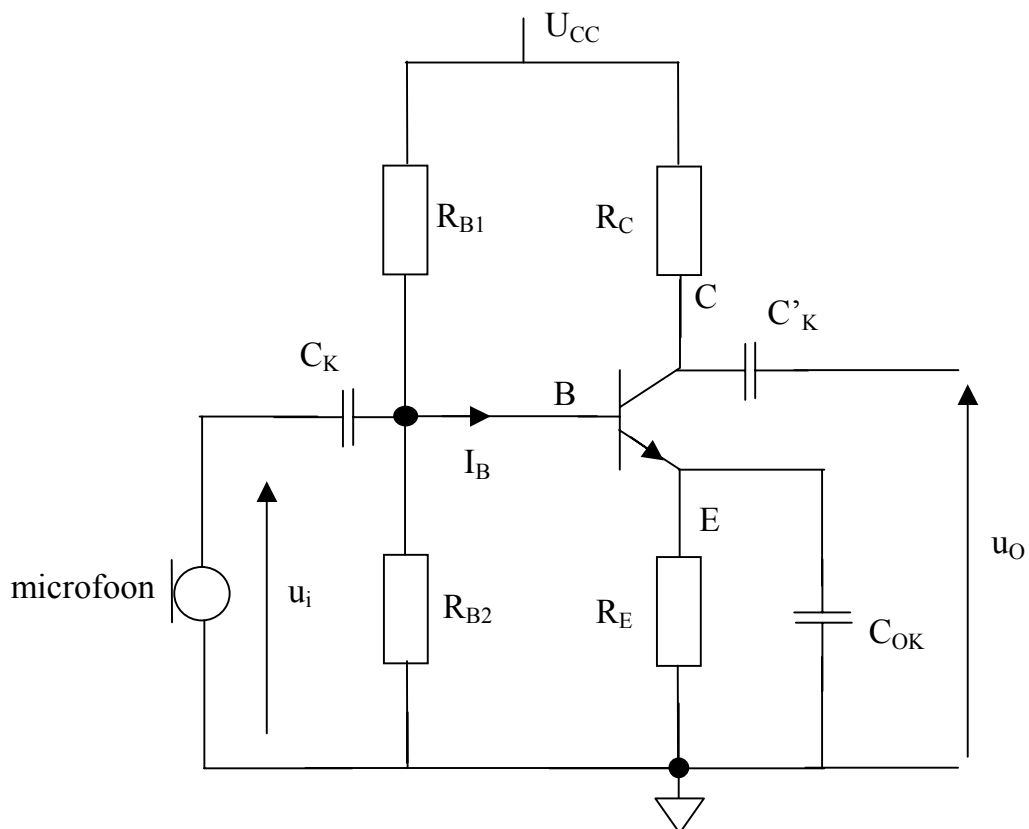 U_CC
R_B1
R_C
C
C'_K
C_K
B
I_B
E
microfoon
u_i
R_B2
R_E
C_OK
u_O